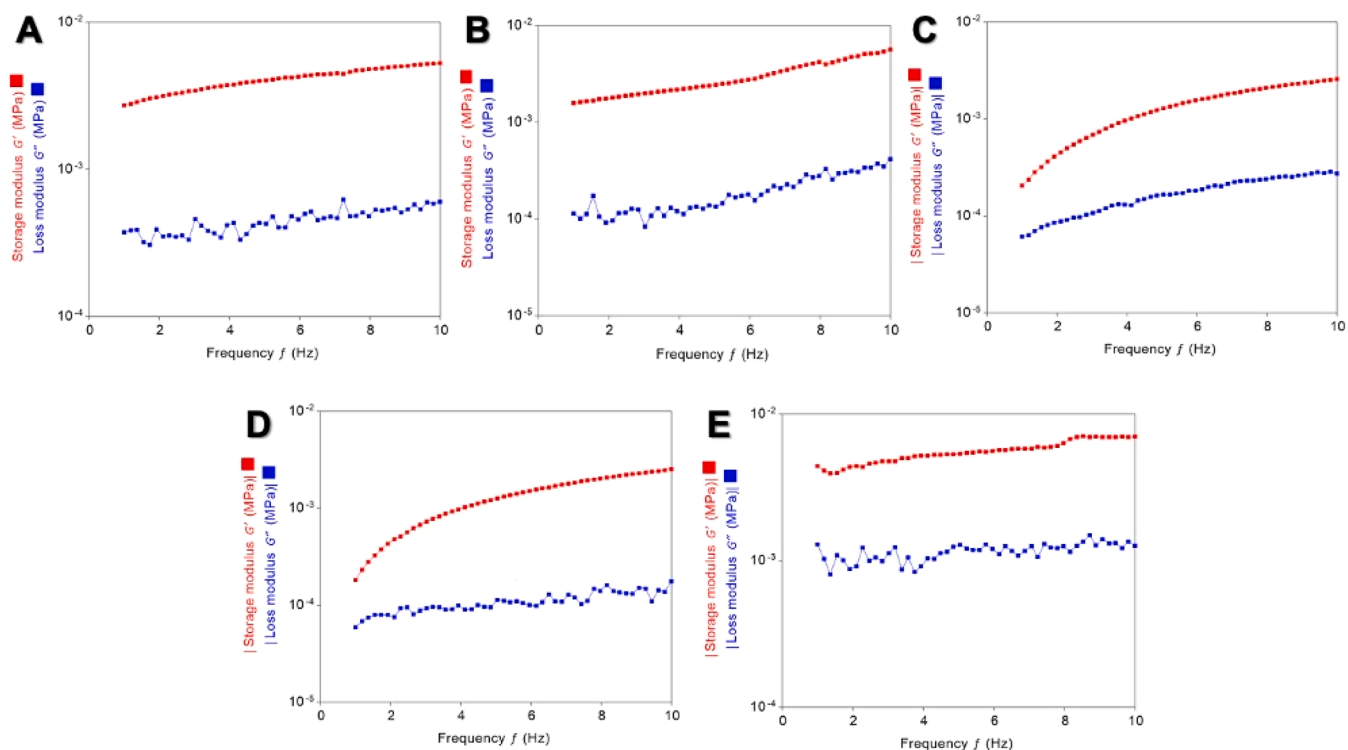 A
Storage modulus G′ (MPa)
Loss modulus G″ (MPa)
10⁻²
10⁻³
10⁻⁴
0 2 4 6 8 10
Frequency f (Hz)
B
Storage modulus G′ (MPa)
Loss modulus G″ (MPa)
10⁻²
10⁻³
10⁻⁴
10⁻⁵
0 2 4 6 8 10
Frequency f (Hz)
C
| Storage modulus G′ (MPa)|
| Loss modulus G″ (MPa)|
10⁻²
10⁻³
10⁻⁴
10⁻⁵
0 2 4 6 8 10
Frequency f (Hz)
D
| Storage modulus G′ (MPa)|
| Loss modulus G″ (MPa)|
10⁻²
10⁻³
10⁻⁴
10⁻⁵
0 2 4 6 8 10
Frequency f (Hz)
E
| Storage modulus G′ (MPa)|
| Loss modulus G″ (MPa)|
10⁻²
10⁻³
10⁻⁴
0 2 4 6 8 10
Frequency f (Hz)